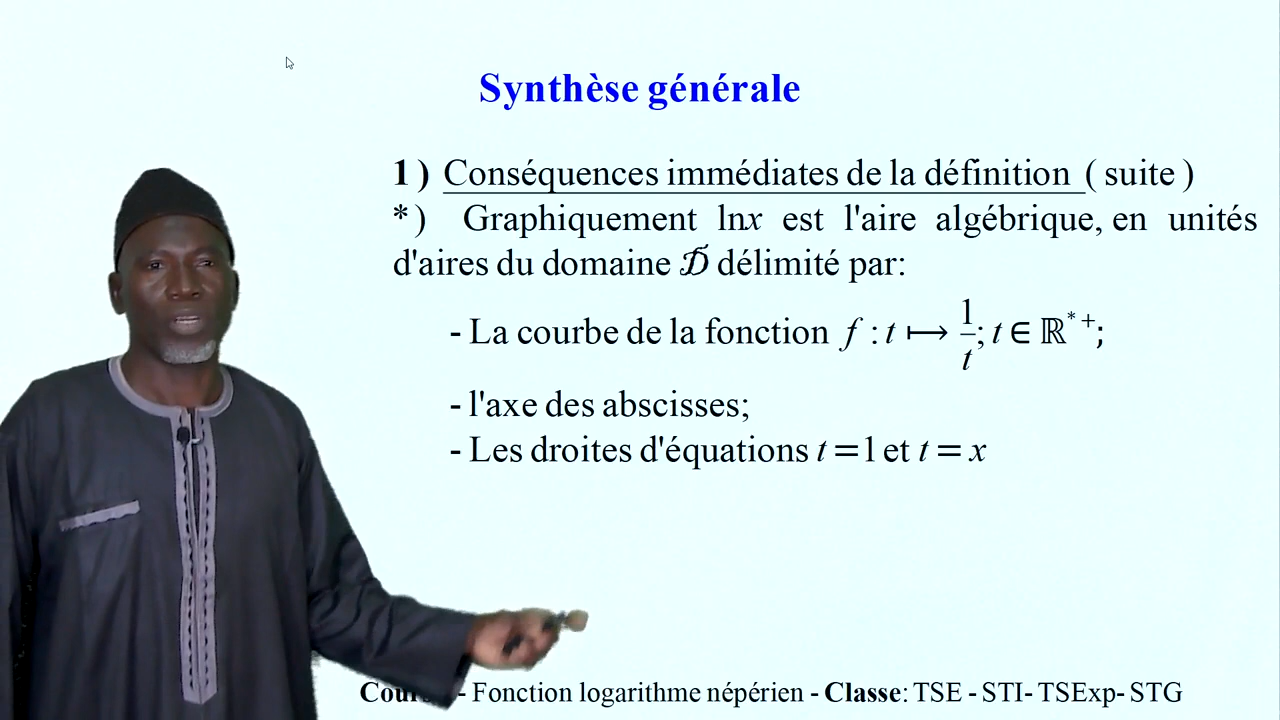 Synthèse générale
1 ) Conséquences immédiates de la définition ( suite )
* ) Graphiquement lnx est l'aire algébrique, en unités
d'aires du domaine 𝒟 délimité par:
- La courbe de la fonction f : t ⟼ 1/t; t ∈ ℝ*⁺;
- l'axe des abscisses;
- Les droites d'équations t = 1 et t = x
- Fonction logarithme népérien - Classe: TSE - STI- TSExp- STG